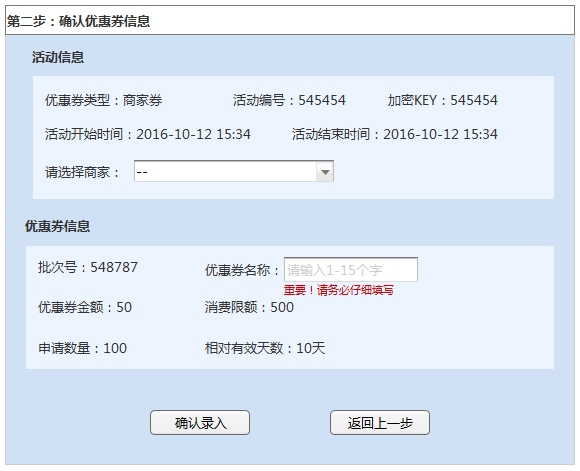 第二步：确认优惠券信息
活动信息
优惠券类型：商家券 活动编号：545454 加密KEY：545454
活动开始时间：2016-10-12 15:34 活动结束时间：2016-10-12 15:34
请选择商家： --
优惠券信息
批次号：548787 优惠券名称： 请输入1-15个字
重要！请务必仔细填写
优惠券金额：50 消费限额：500
申请数量：100 相对有效天数：10天
确认录入 返回上一步